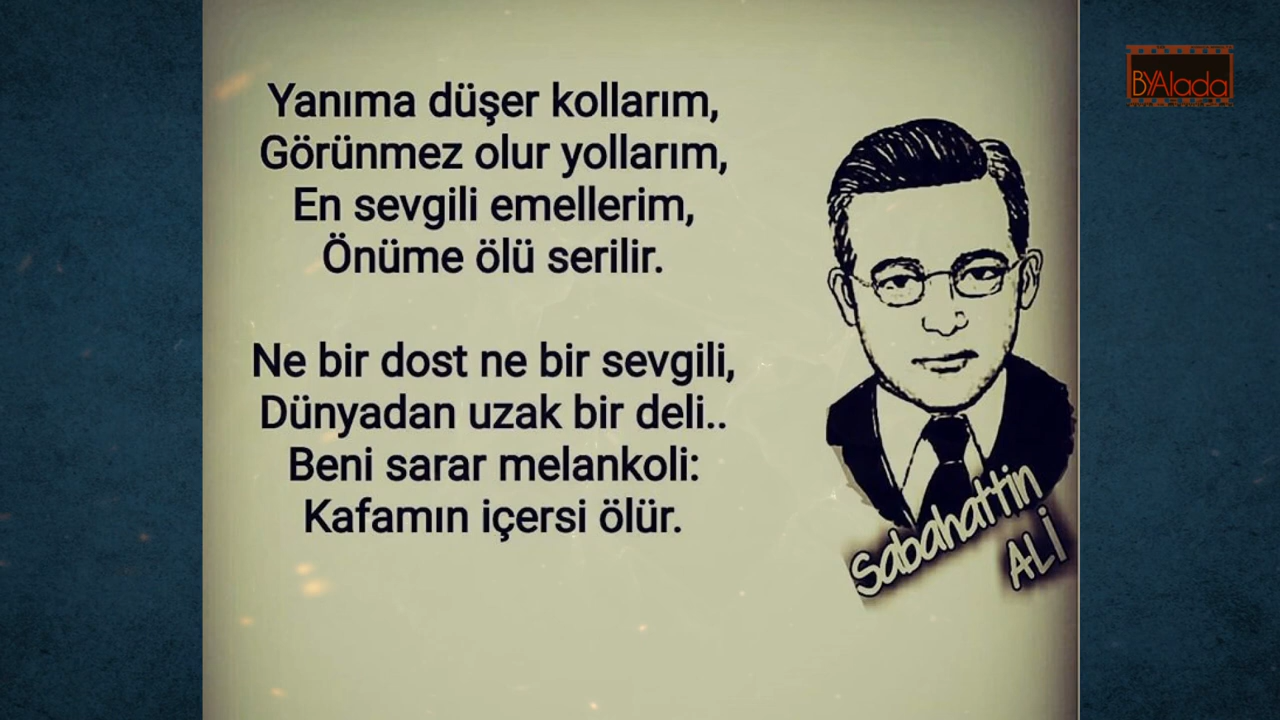 Yanıma düşer kollarım,
Görünmez olur yollarım,
En sevgili emellerim,
Önüme ölü serilir.
Ne bir dost ne bir sevgili,
Dünyadan uzak bir deli..
Beni sarar melankoli:
Kafamın içersi ölür.
Sabahattin
ALİ
BYAlada